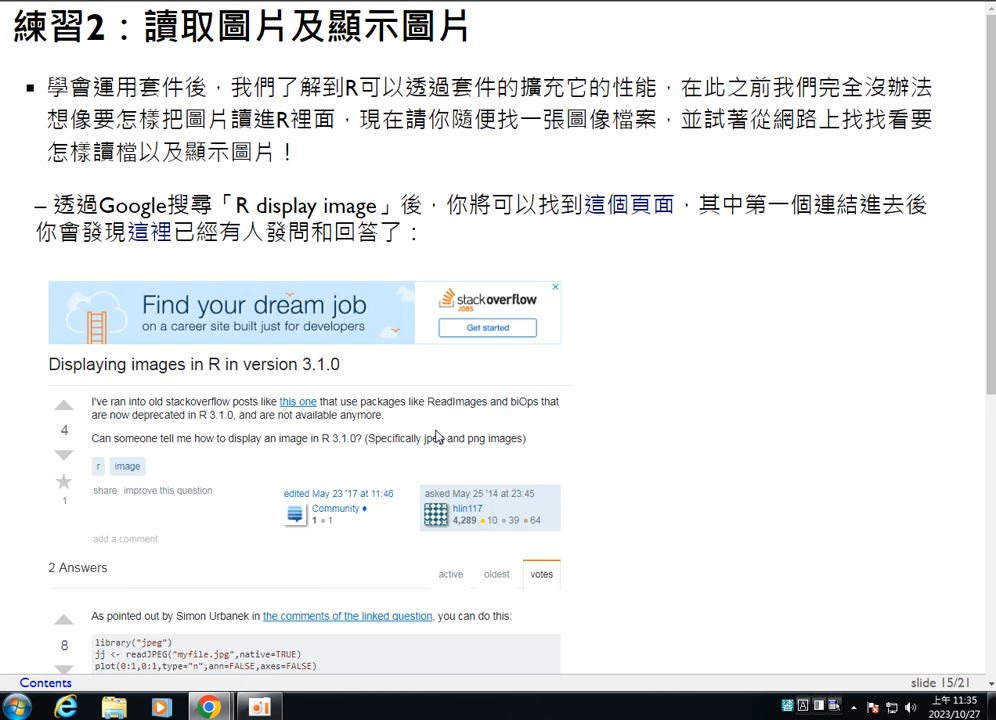 練習2：讀取圖片及顯示圖片
▪ 學會運用套件後，我們了解到R可以透過套件的擴充它的性能，在此之前我們完全沒辦法
想像要怎樣把圖片讀進R裡面，現在請你隨便找一張圖像檔案，並試著從網路上找找看要
怎樣讀檔以及顯示圖片！
– 透過Google搜尋「R display image」後，你將可以找到這個頁面，其中第一個連結進去後
你會發現這裡已經有人發問和回答了：
Find your dream job
on a career site built just for developers
stackoverflow
JOBS
Get started
Displaying images in R in version 3.1.0
I've ran into old stackoverflow posts like this one that use packages like ReadImages and biOps that
are now deprecated in R 3.1.0, and are not available anymore.
4
Can someone tell me how to display an image in R 3.1.0? (Specifically jpeg and png images)
r image
1
share improve this question
edited May 23 '17 at 11:46
Community ♦
1 ● 1
asked May 25 '14 at 23:45
hlin117
4,289 ● 10 ● 39 ● 64
add a comment
2 Answers
active oldest votes
As pointed out by Simon Urbanek in the comments of the linked question, you can do this:
8
library("jpeg")
jj <- readJPEG("myfile.jpg",native=TRUE)
plot(0:1,0:1,type="n",ann=FALSE,axes=FALSE)
Contents
slide 15/21
上午 11:35
2023/10/27